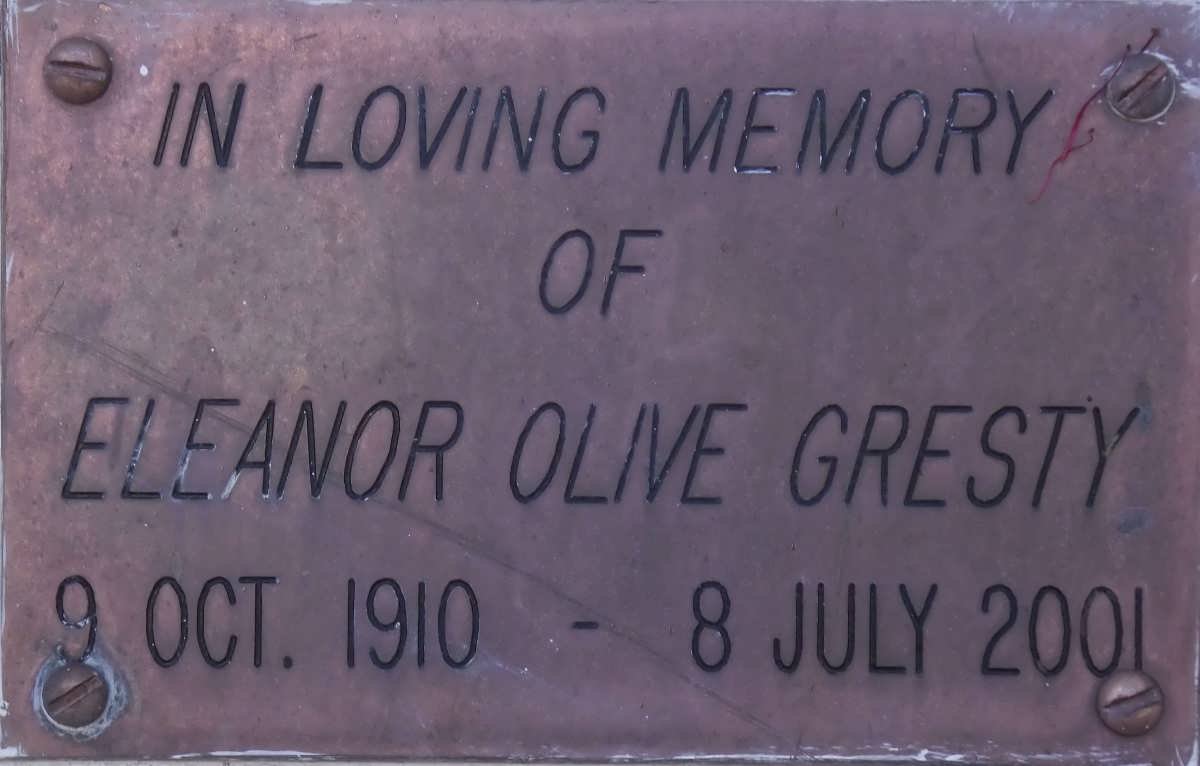 IN LOVING MEMORY
OF
ELEANOR OLIVE GRESTY
9 OCT. 1910 - 8 JULY 2001